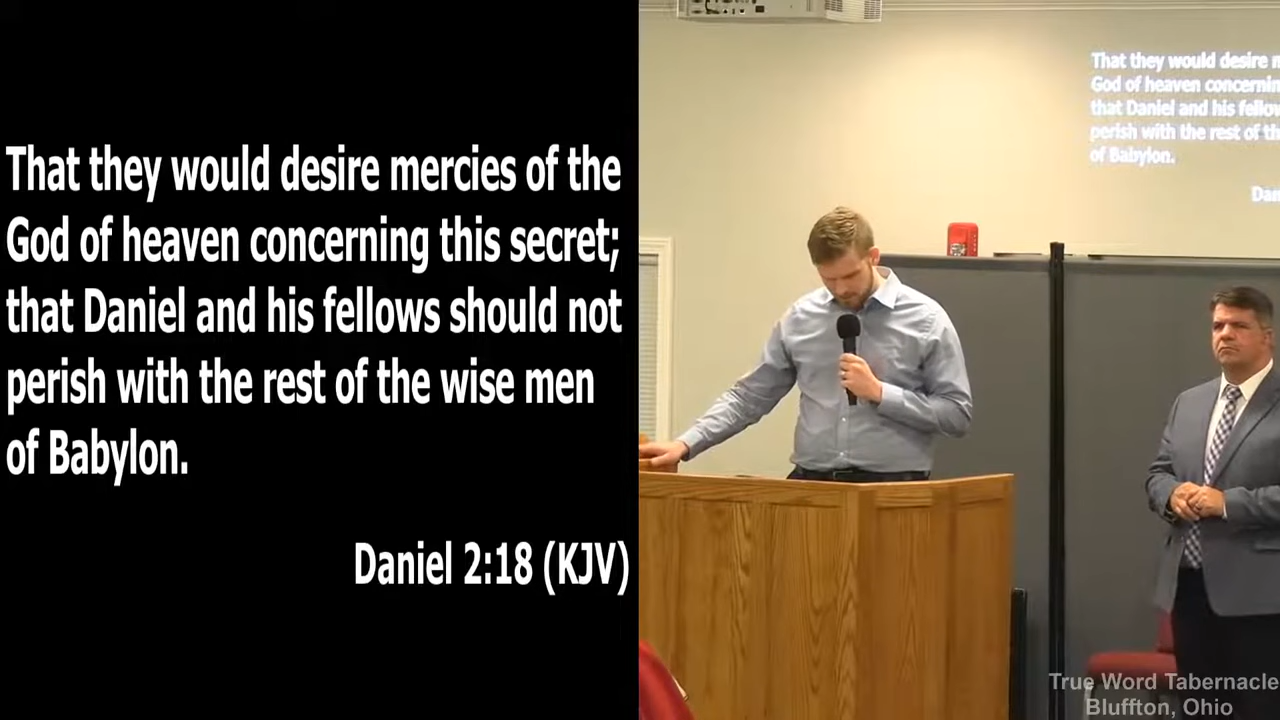 That they would desire mercies of the
God of heaven concerning this secret;
that Daniel and his fellows should not
perish with the rest of the wise men
of Babylon.
Daniel 2:18 (KJV)
That they would desire
God of heaven
that Daniel and his
perish with the rest of
of Babylon.
True Word Tabernacle
Bluffton, Ohio